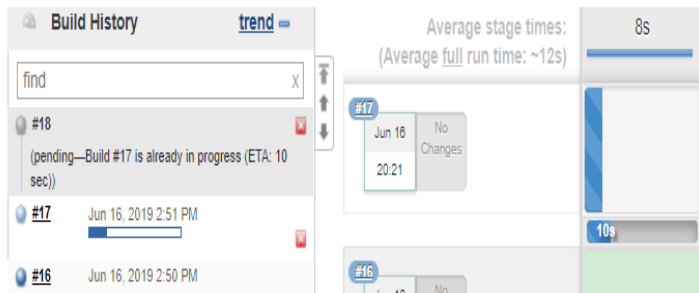 Build History
trend
find
x
#18
(pending—Build #17 is already in progress (ETA: 10
sec))
#17
Jun 16, 2019 2:51 PM
#16
Jun 16, 2019 2:50 PM
Average stage times:
(Average full run time: ~12s)
8s
#17
Jun 16
20:21
No
Changes
10s
#16
Jun 16
No